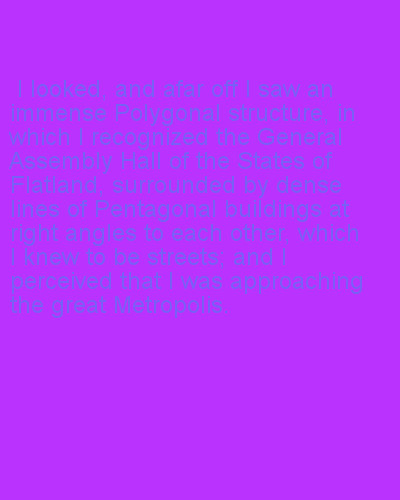 I looked, and afar off I saw an
immense Polygonal structure, in
which I recognized the General
Assembly Hall of the States of
Flatland, surrounded by dense
lines of Pentagonal buildings at
right angles to each other, which
I knew to be streets; and I
perceived that I was approaching
the great Metropolis.